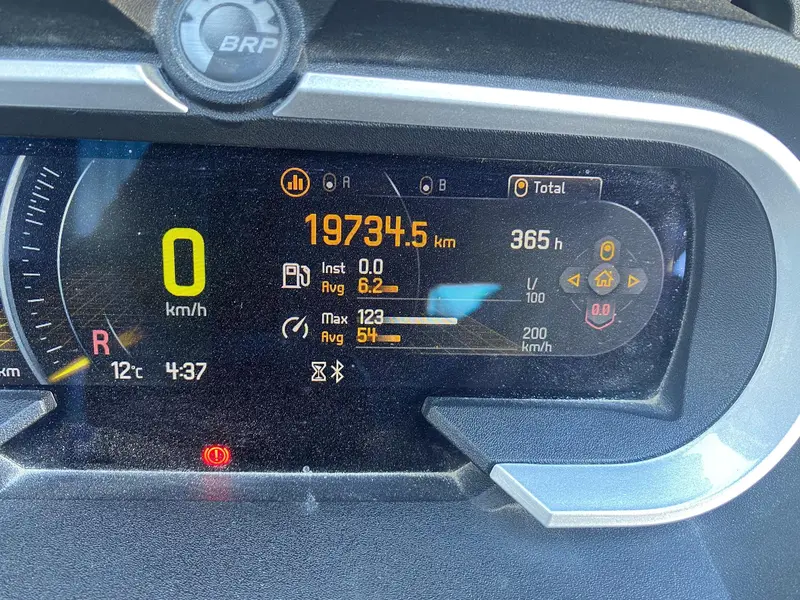 BRP
A B Total
19734.5 km 365 h
Inst 0.0
Avg 6.2 l/100
0.0
Max 123
Avg 54 200 km/h
0
km/h
R
km 12°c 4:37